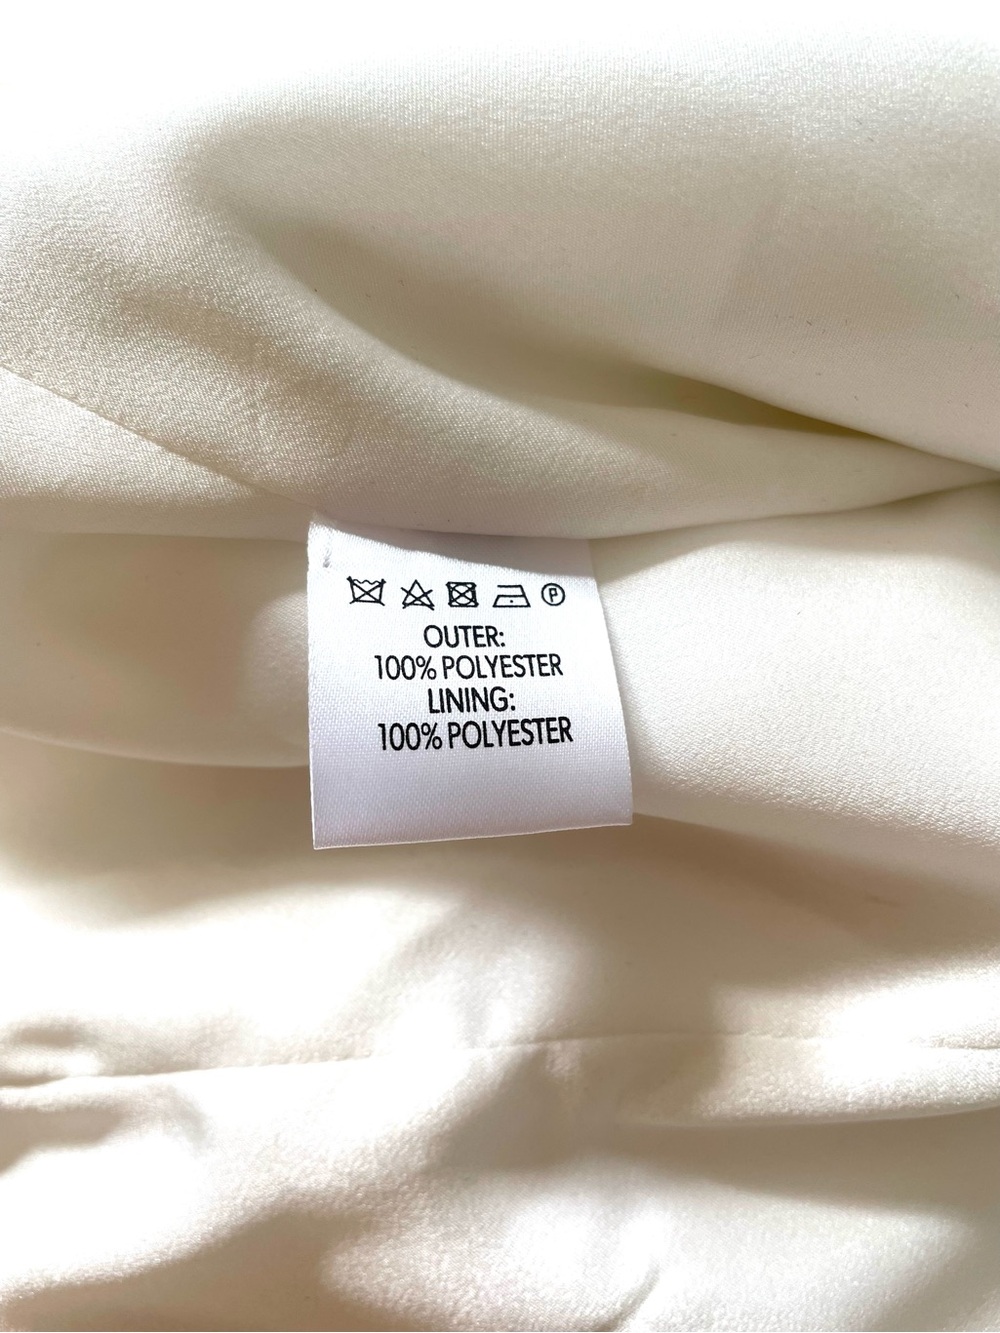 P
OUTER:
100% POLYESTER
LINING:
100% POLYESTER